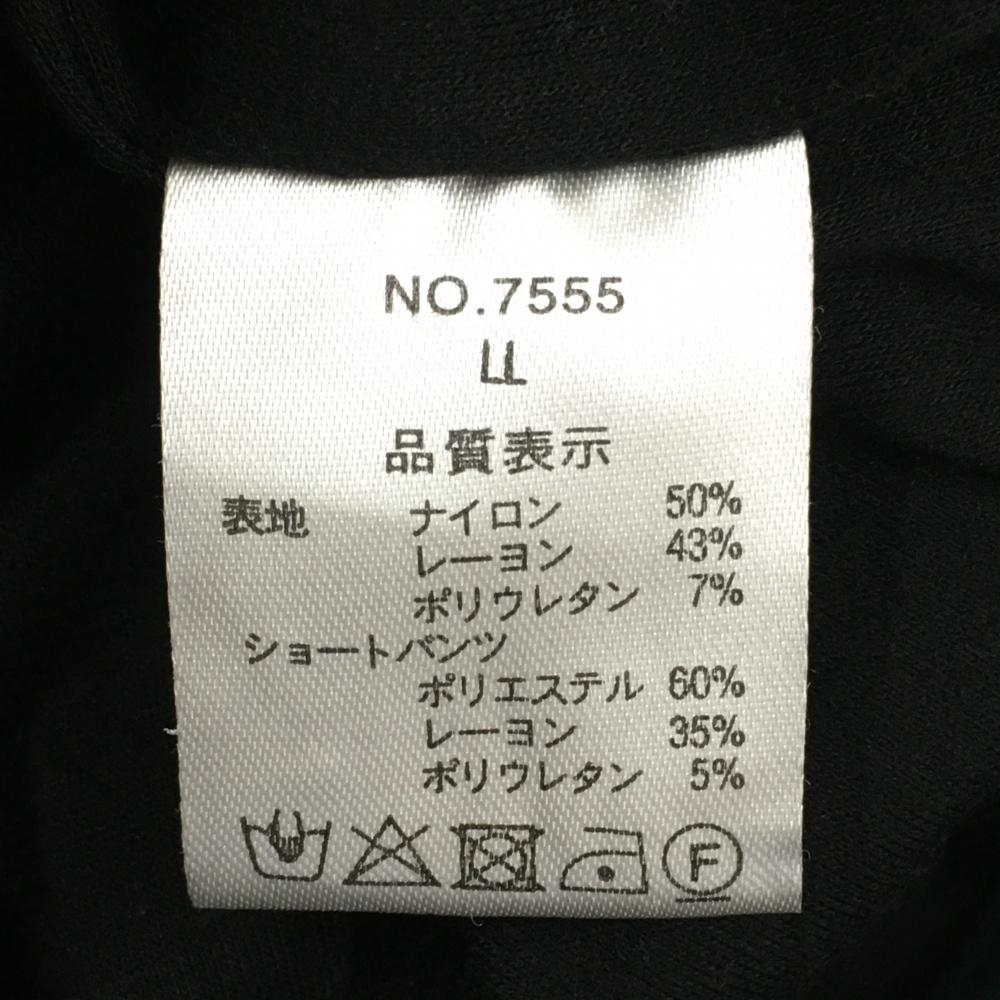 NO.7555
LL
品質表示
表地 ナイロン 50%
レーヨン 43%
ポリウレタン 7%
ショートパンツ
ポリエステル 60%
レーヨン 35%
ポリウレタン 5%
F